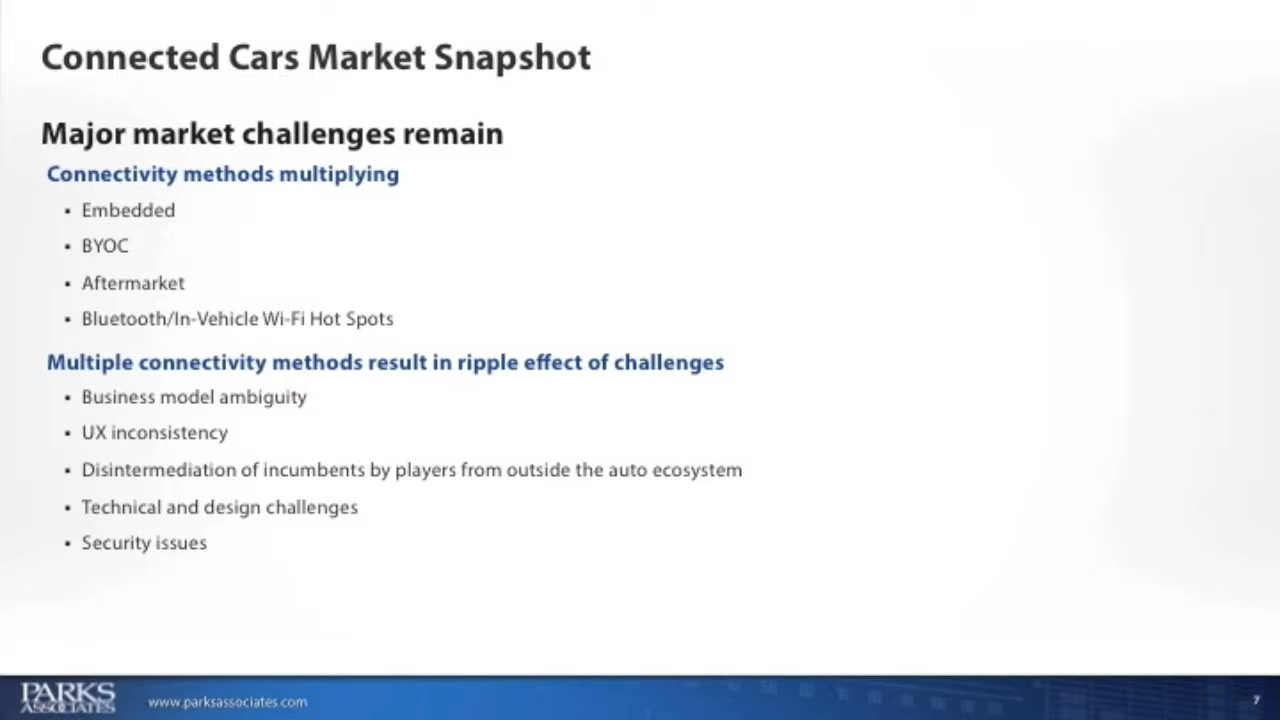 Connected Cars Market Snapshot
Major market challenges remain
Connectivity methods multiplying
▪ Embedded
▪ BYOC
▪ Aftermarket
▪ Bluetooth/In-Vehicle Wi-Fi Hot Spots
Multiple connectivity methods result in ripple effect of challenges
▪ Business model ambiguity
▪ UX inconsistency
▪ Disintermediation of incumbents by players from outside the auto ecosystem
▪ Technical and design challenges
▪ Security issues
PARKS
ASSOCIATES
www.parksassociates.com
7